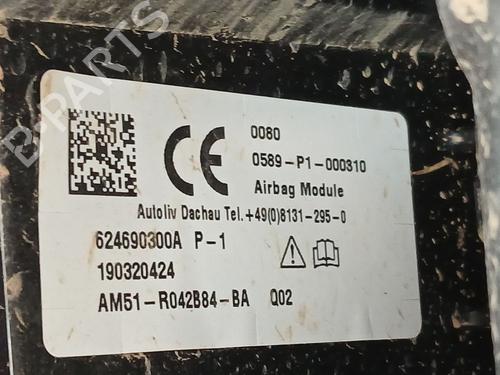 B-PARTS
CE
0080
0589-P1-000310
Airbag Module
Autoliv Dachau Tel.+49(0)8131-295-0
624690300A P-1
190320424
AM51-R042B84-BA Q02